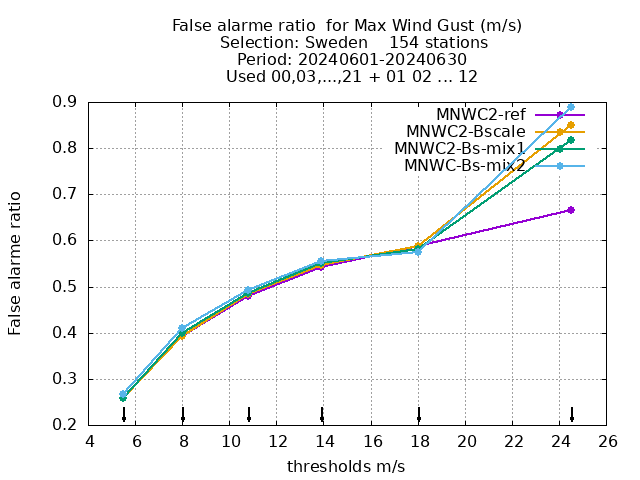 False alarme ratio  for Max Wind Gust (m/s)
Selection: Sweden    154 stations
Period: 20240601-20240630
Used 00,03,...,21 + 01 02 ... 12
MNWC2-ref
MNWC2-Bscale
MNWC2-Bs-mix1
MNWC-Bs-mix2
False alarme ratio
0.9
0.8
0.7
0.6
0.5
0.4
0.3
0.2
4 6 8 10 12 14 16 18 20 22 24 26
thresholds m/s